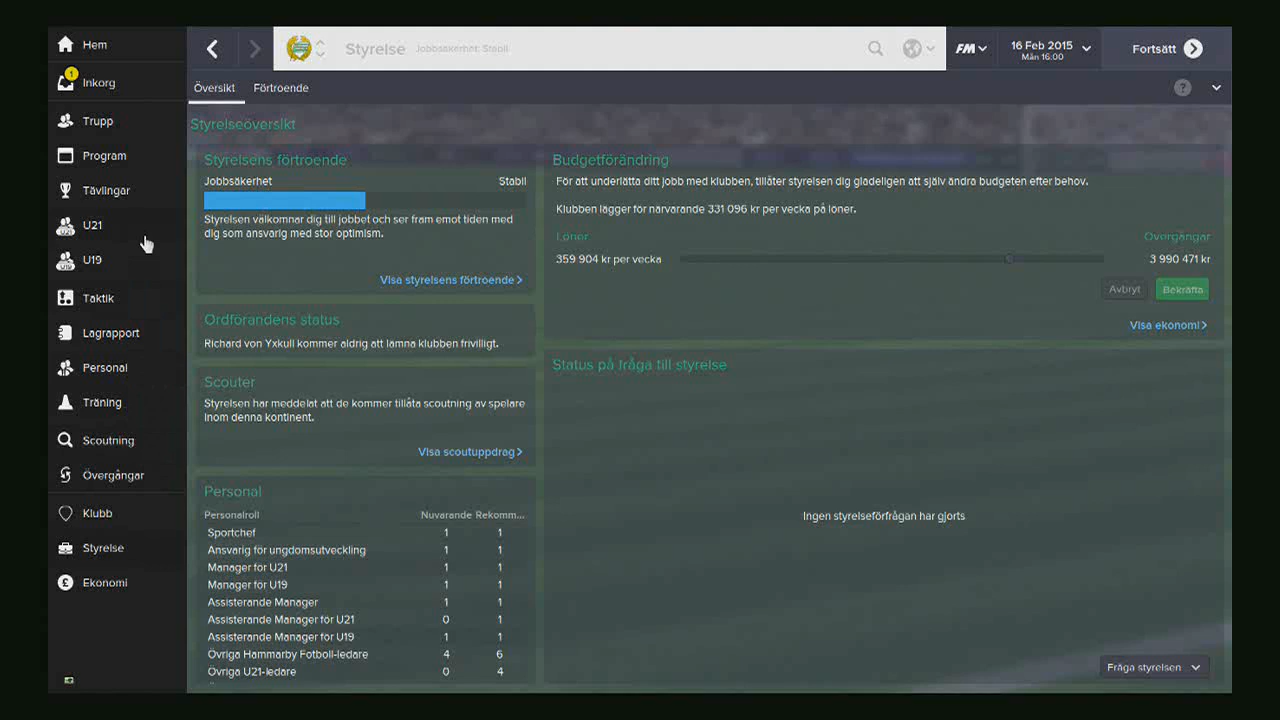 Hem
1
Inkorg
Trupp
Program
Tävlingar
U21
U19
Taktik
Lagrapport
Personal
Träning
Scoutning
Övergångar
Klubb
Styrelse
Ekonomi
Styrelse Jobbsäkerhet: Stabil
FM
16 Feb 2015
Mån 16:00
Fortsätt
Översikt Förtroende
Styrelseöversikt
Styrelsens förtroende
Jobbsäkerhet Stabil
Styrelsen välkomnar dig till jobbet och ser fram emot tiden med
dig som ansvarig med stor optimism.
Visa styrelsens förtroende
Ordförandens status
Richard von Yxkull kommer aldrig att lämna klubben frivilligt.
Scouter
Styrelsen har meddelat att de kommer tillåta scoutning av spelare
inom denna kontinent.
Visa scoutuppdrag
Personal
Personalroll Nuvarande Rekomm...
Sportchef 1 1
Ansvarig för ungdomsutveckling 1 1
Manager för U21 1 1
Manager för U19 1 1
Assisterande Manager 1 1
Assisterande Manager för U21 0 1
Assisterande Manager för U19 1 1
Övriga Hammarby Fotboll-ledare 4 6
Övriga U21-ledare 0 4
Budgetförändring
För att underlätta ditt jobb med klubben, tillåter styrelsen dig gladeligen att själv ändra budgeten efter behov.
Klubben lägger för närvarande 331 096 kr per vecka på löner.
Löner Övergångar
359 904 kr per vecka 3 990 471 kr
Avbryt Bekräfta
Visa ekonomi
Status på fråga till styrelse
Ingen styrelseförfrågan har gjorts
Fråga styrelsen